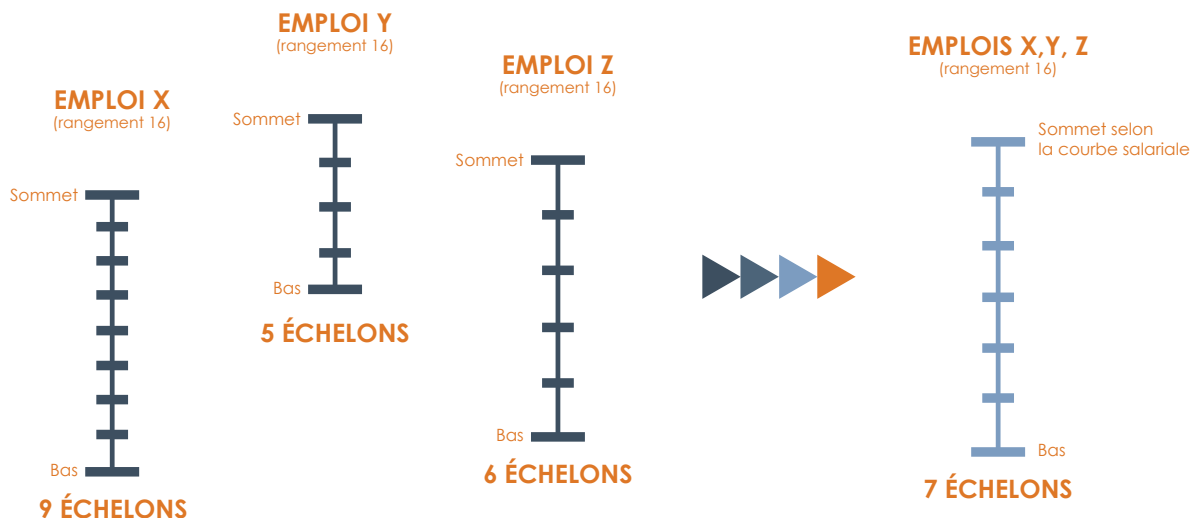 EMPLOI X
(rangement 16)
Sommet
Bas
9 ÉCHELONS
EMPLOI Y
(rangement 16)
Sommet
Bas
5 ÉCHELONS
EMPLOI Z
(rangement 16)
Sommet
Bas
6 ÉCHELONS
EMPLOIS X,Y, Z
(rangement 16)
Sommet selon
la courbe salariale
Bas
7 ÉCHELONS